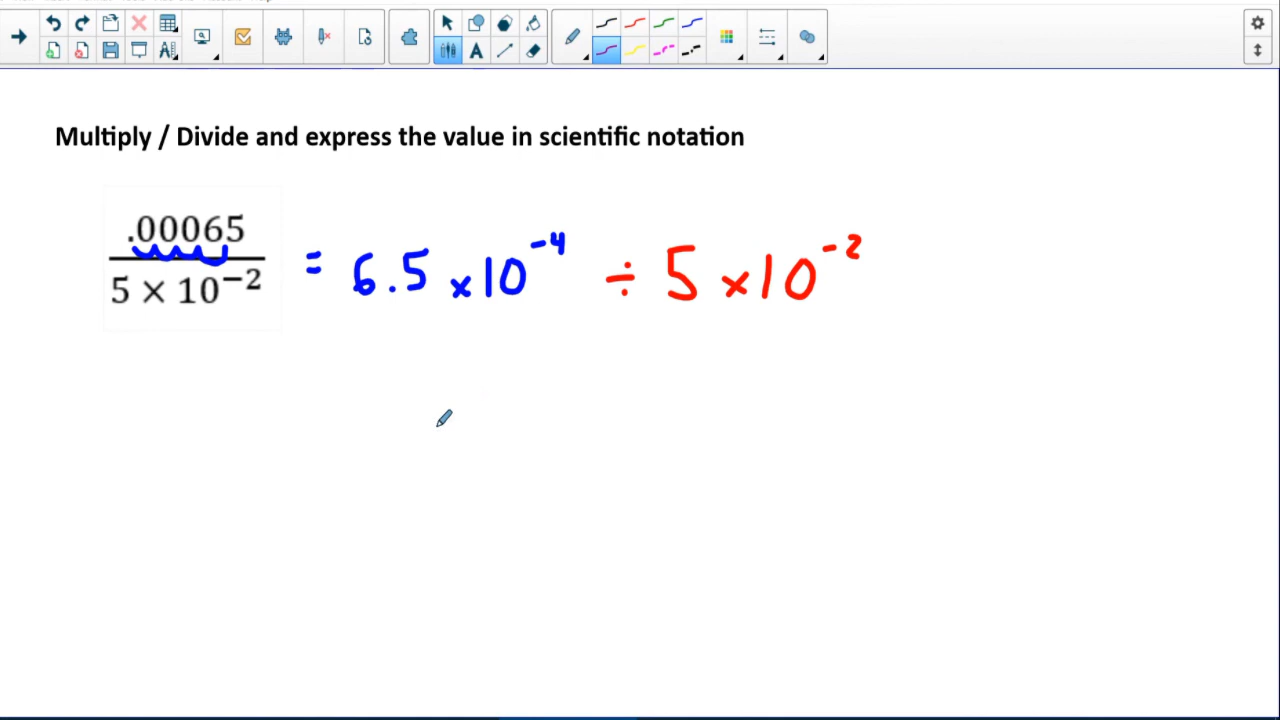 Multiply / Divide and express the value in scientific notation
.00065
5 × 10⁻² = 6.5 x 10⁻⁴ ÷ 5 x 10⁻²